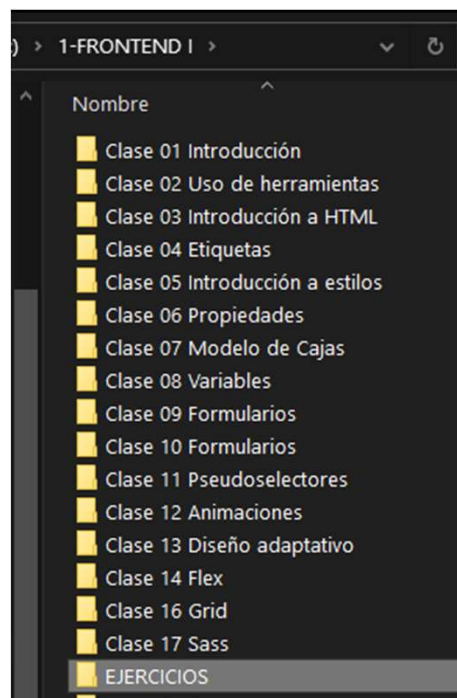 ) > 1-FRONTEND I >
Nombre
Clase 01 Introducción
Clase 02 Uso de herramientas
Clase 03 Introducción a HTML
Clase 04 Etiquetas
Clase 05 Introducción a estilos
Clase 06 Propiedades
Clase 07 Modelo de Cajas
Clase 08 Variables
Clase 09 Formularios
Clase 10 Formularios
Clase 11 Pseudoselectores
Clase 12 Animaciones
Clase 13 Diseño adaptativo
Clase 14 Flex
Clase 16 Grid
Clase 17 Sass
EJERCICIOS